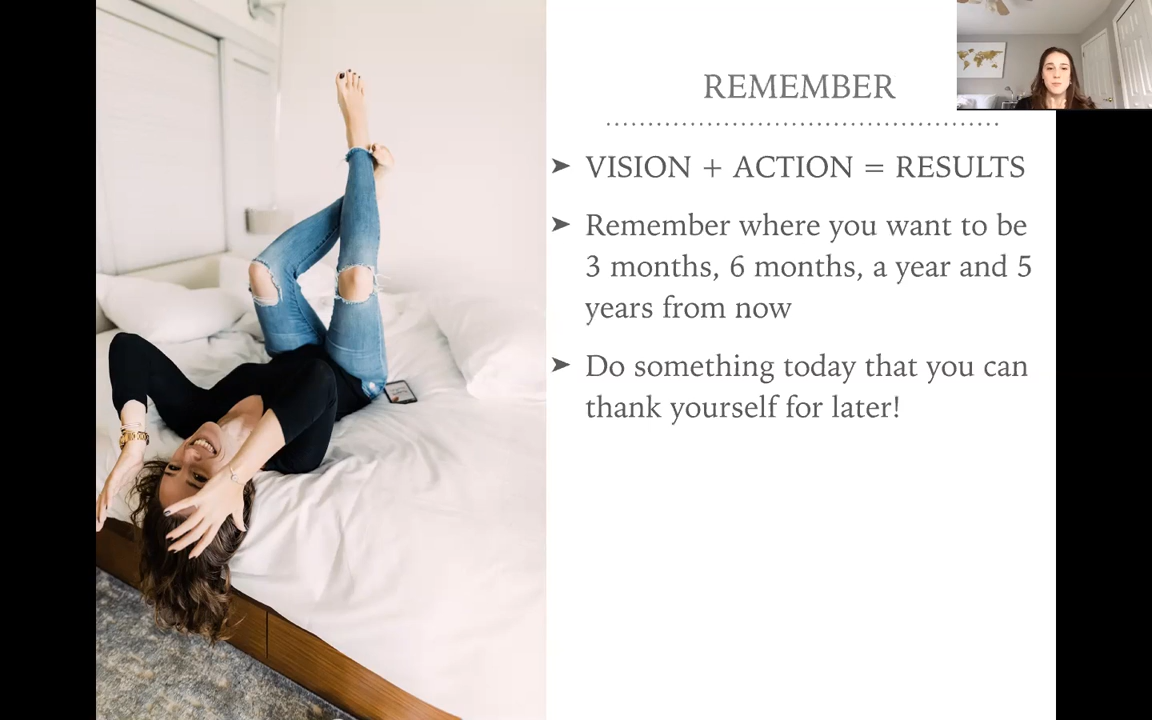 REMEMBER
VISION + ACTION = RESULTS
Remember where you want to be
3 months, 6 months, a year and 5
years from now
Do something today that you can
thank yourself for later!